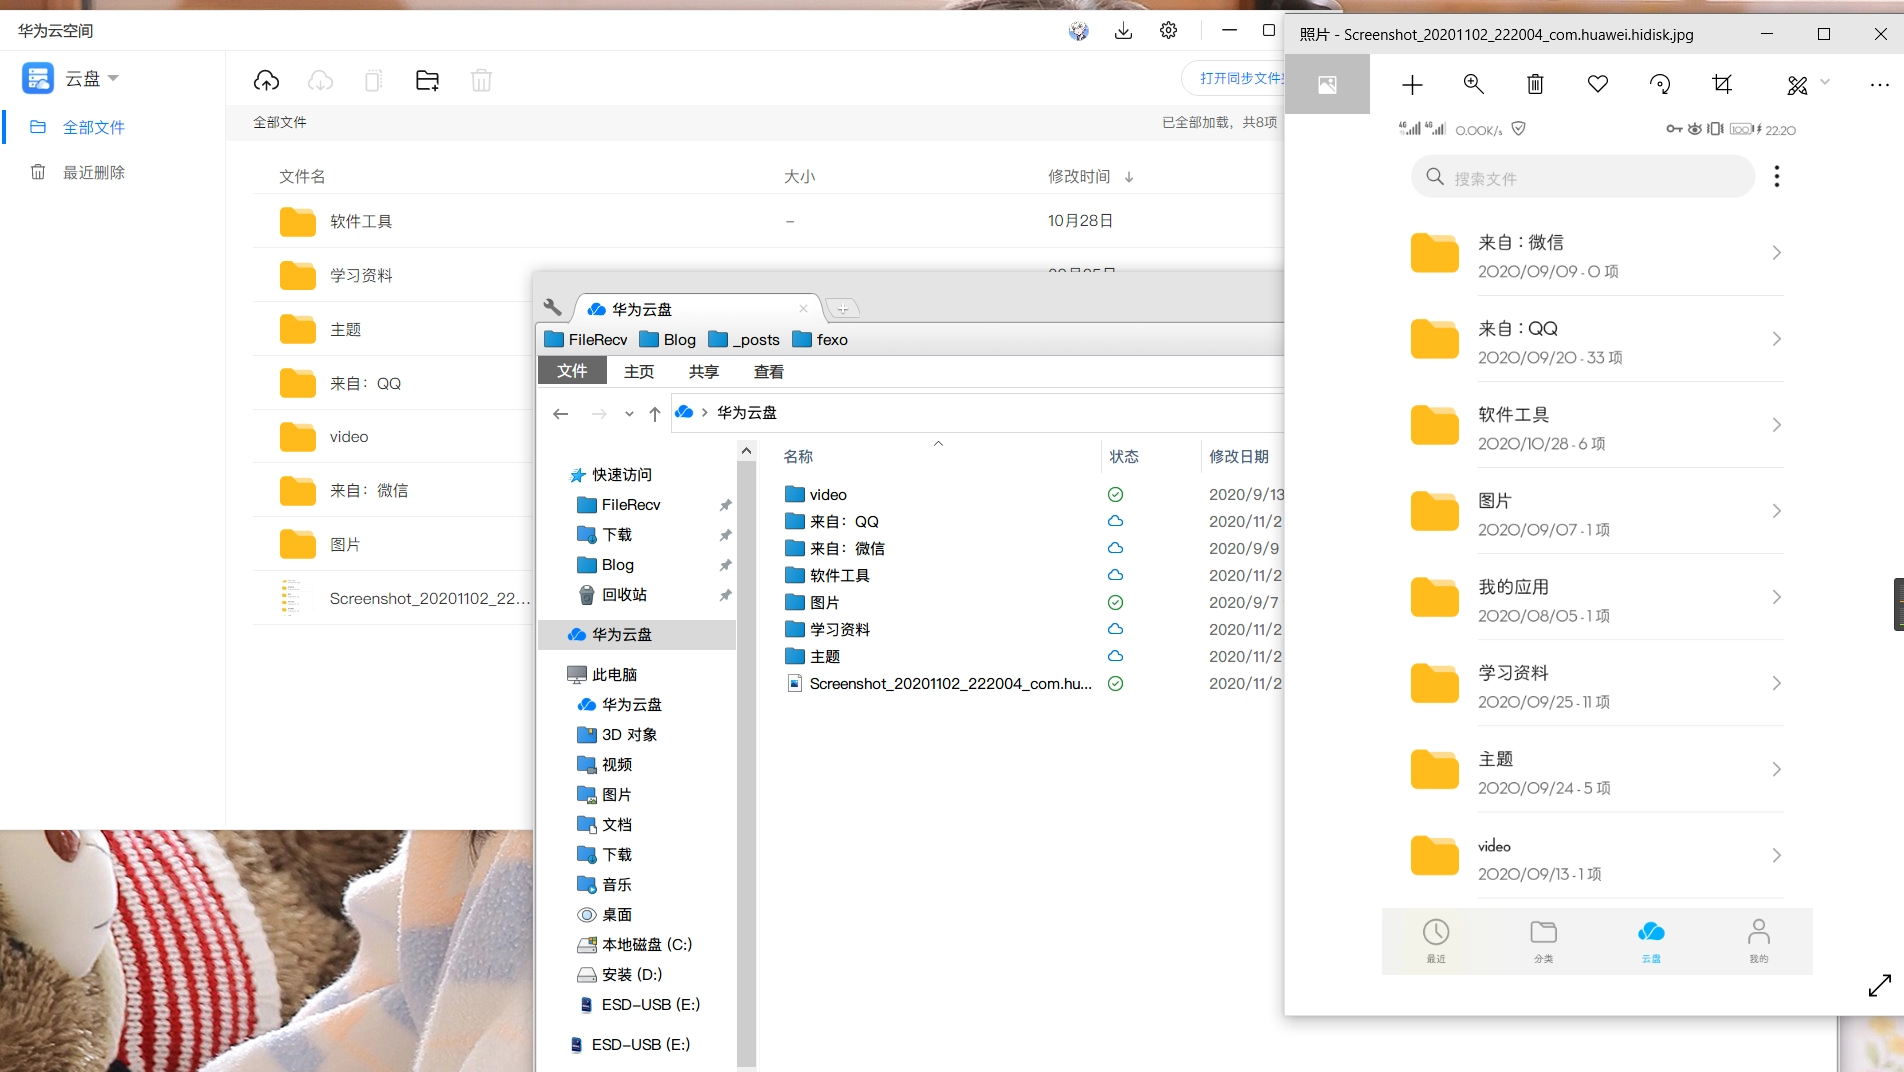 华为云空间
云盘
全部文件
最近删除
打开同步文件
全部文件
已全部加载，共8项
文件名 大小 修改时间
软件工具 – 10月28日
学习资料
主题
来自：QQ
video
来自：微信
图片
Screenshot_20201102_22...
华为云盘
FileRecv Blog _posts fexo
文件 主页 共享 查看
华为云盘
快速访问
FileRecv
下载
Blog
回收站
华为云盘
此电脑
华为云盘
3D 对象
视频
图片
文档
下载
音乐
桌面
本地磁盘 (C:)
安装 (D:)
ESD-USB (E:)
ESD-USB (E:)
名称 状态 修改日期
video 2020/9/13
来自：QQ 2020/11/2
来自：微信 2020/9/9
软件工具 2020/11/2
图片 2020/9/7
学习资料 2020/11/2
主题 2020/11/2
Screenshot_20201102_222004_com.hu... 2020/11/2
照片 - Screenshot_20201102_222004_com.huawei.hidisk.jpg
4G 4G 0.00K/s 100 22:20
搜索文件
来自：微信
2020/09/09 - 0 项
来自：QQ
2020/09/20 - 33 项
软件工具
2020/10/28 - 6 项
图片
2020/09/07 - 1 项
我的应用
2020/08/05 - 1 项
学习资料
2020/09/25 - 11 项
主题
2020/09/24 - 5 项
video
2020/09/13 - 1 项
最近 分类 云盘 我的